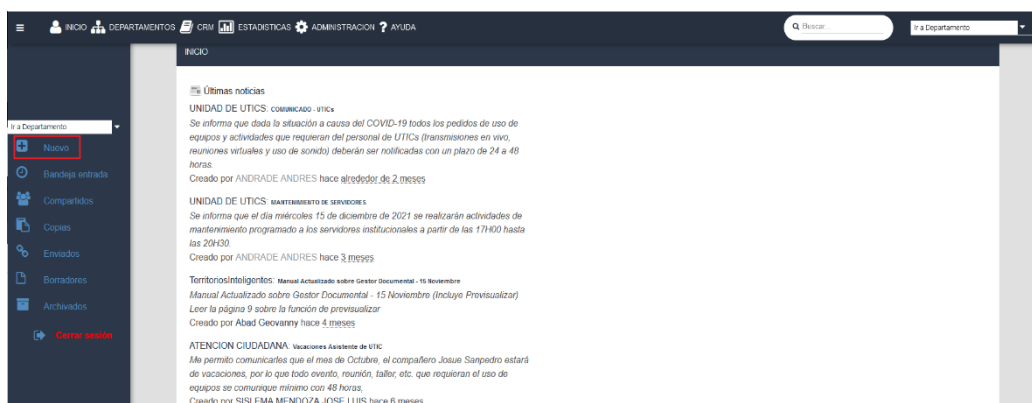 INICIO DEPARTAMENTOS CRM ESTADISTICAS ADMINISTRACION ? AYUDA
Buscar...
Ir a Departamento
INICIO
Ir a Departamento
Nuevo
Bandeja entrada
Compartidos
Copias
Enviados
Borradores
Archivados
Cerrar sesión
Últimas noticias
UNIDAD DE UTICS: COMUNICADO - UTICs
Se informa que dada la situación a causa del COVID-19 todos los pedidos de uso de
equipos y actividades que requieran del personal de UTICs (transmisiones en vivo,
reuniones virtuales y uso de sonido) deberán ser notificadas con un plazo de 24 a 48
horas.
Creado por ANDRADE ANDRES hace alrededor de 2 meses
UNIDAD DE UTICS: MANTENIMIENTO DE SERVIDORES
Se informa que el día miércoles 15 de diciembre de 2021 se realizarán actividades de
mantenimiento programado a los servidores institucionales a partir de las 17H00 hasta
las 20H30.
Creado por ANDRADE ANDRES hace 3 meses
TerritoriosInteligentes: Manual Actualizado sobre Gestor Documental - 15 Noviembre
Manual Actualizado sobre Gestor Documental - 15 Noviembre (Incluye Previsualizar)
Leer la página 9 sobre la función de previsualizar
Creado por Abad Geovanny hace 4 meses
ATENCION CIUDADANA: Vacaciones Asistente de UTIC
Me permito comunicarles que el mes de Octubre, el compañero Josue Sanpedro estará
de vacaciones, por lo que todo evento, reunión, taller, etc. que requieran el uso de
equipos se comunique mínimo con 48 horas,
Creado por SISLEMA MENDOZA JOSE LUIS hace 6 meses